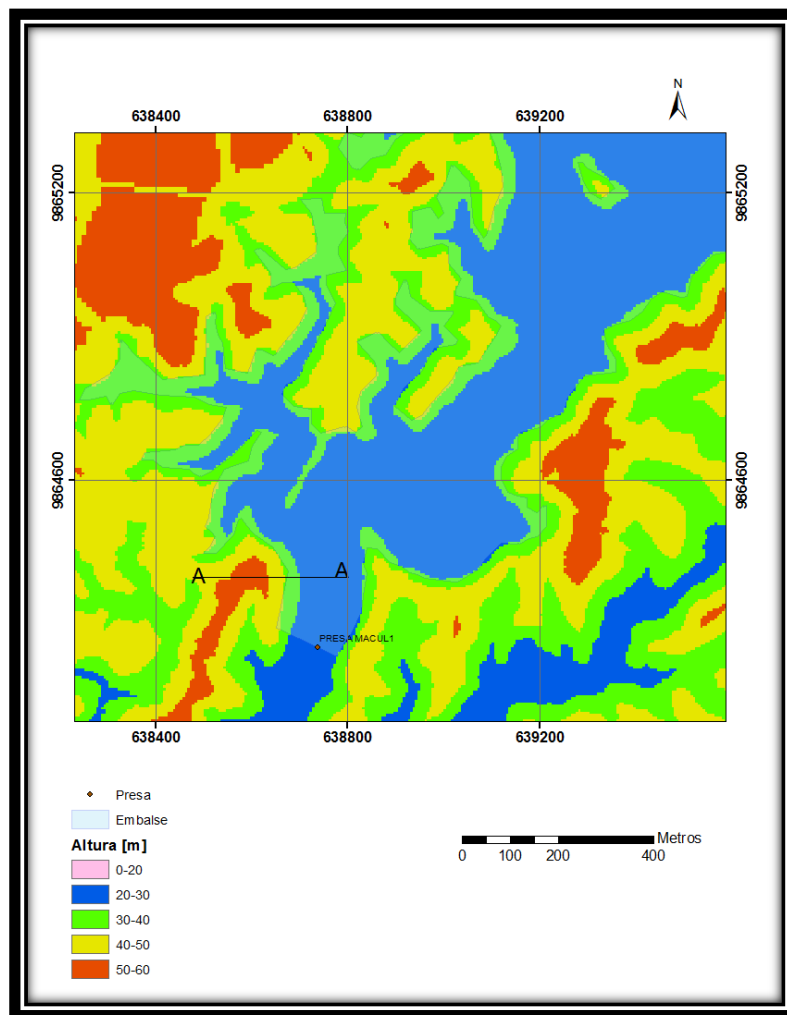 N
638400 638800 639200
9865200 9865200
9864600 9864600
A A
PRESA MACUL1
638400 638800 639200
Presa
Embalse
Altura [m]
0-20
20-30
30-40
40-50
50-60
Metros
0 100 200 400